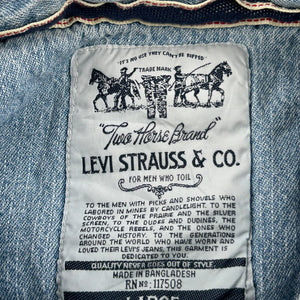 "IT'S NO USE THEY CAN'T BE RIPPED"
TRADE MARK
"Two Horse Brand"
LEVI STRAUSS & CO.
FOR MEN WHO TOIL
TO THE MEN WITH PICKS AND SHOVELS WHO
LABORED IN MINES BY CANDLELIGHT. TO THE
COWBOYS OF THE PRAIRIE AND THE SILVER
SCREEN, TO THE DUDES AND DUDINES, THE
MOTORCYCLE REBELS, AND THE ONES WHO
CHANGED HISTORY. TO THE GENERATIONS
AROUND THE WORLD WHO HAVE WORN AND
LOVED THEIR LEVI'S JEANS, THIS GARMENT IS
DEDICATED TO YOU.
QUALITY NEVER GOES OUT OF STYLE.
MADE IN BANGLADESH
RN NO: 117508
LARGE